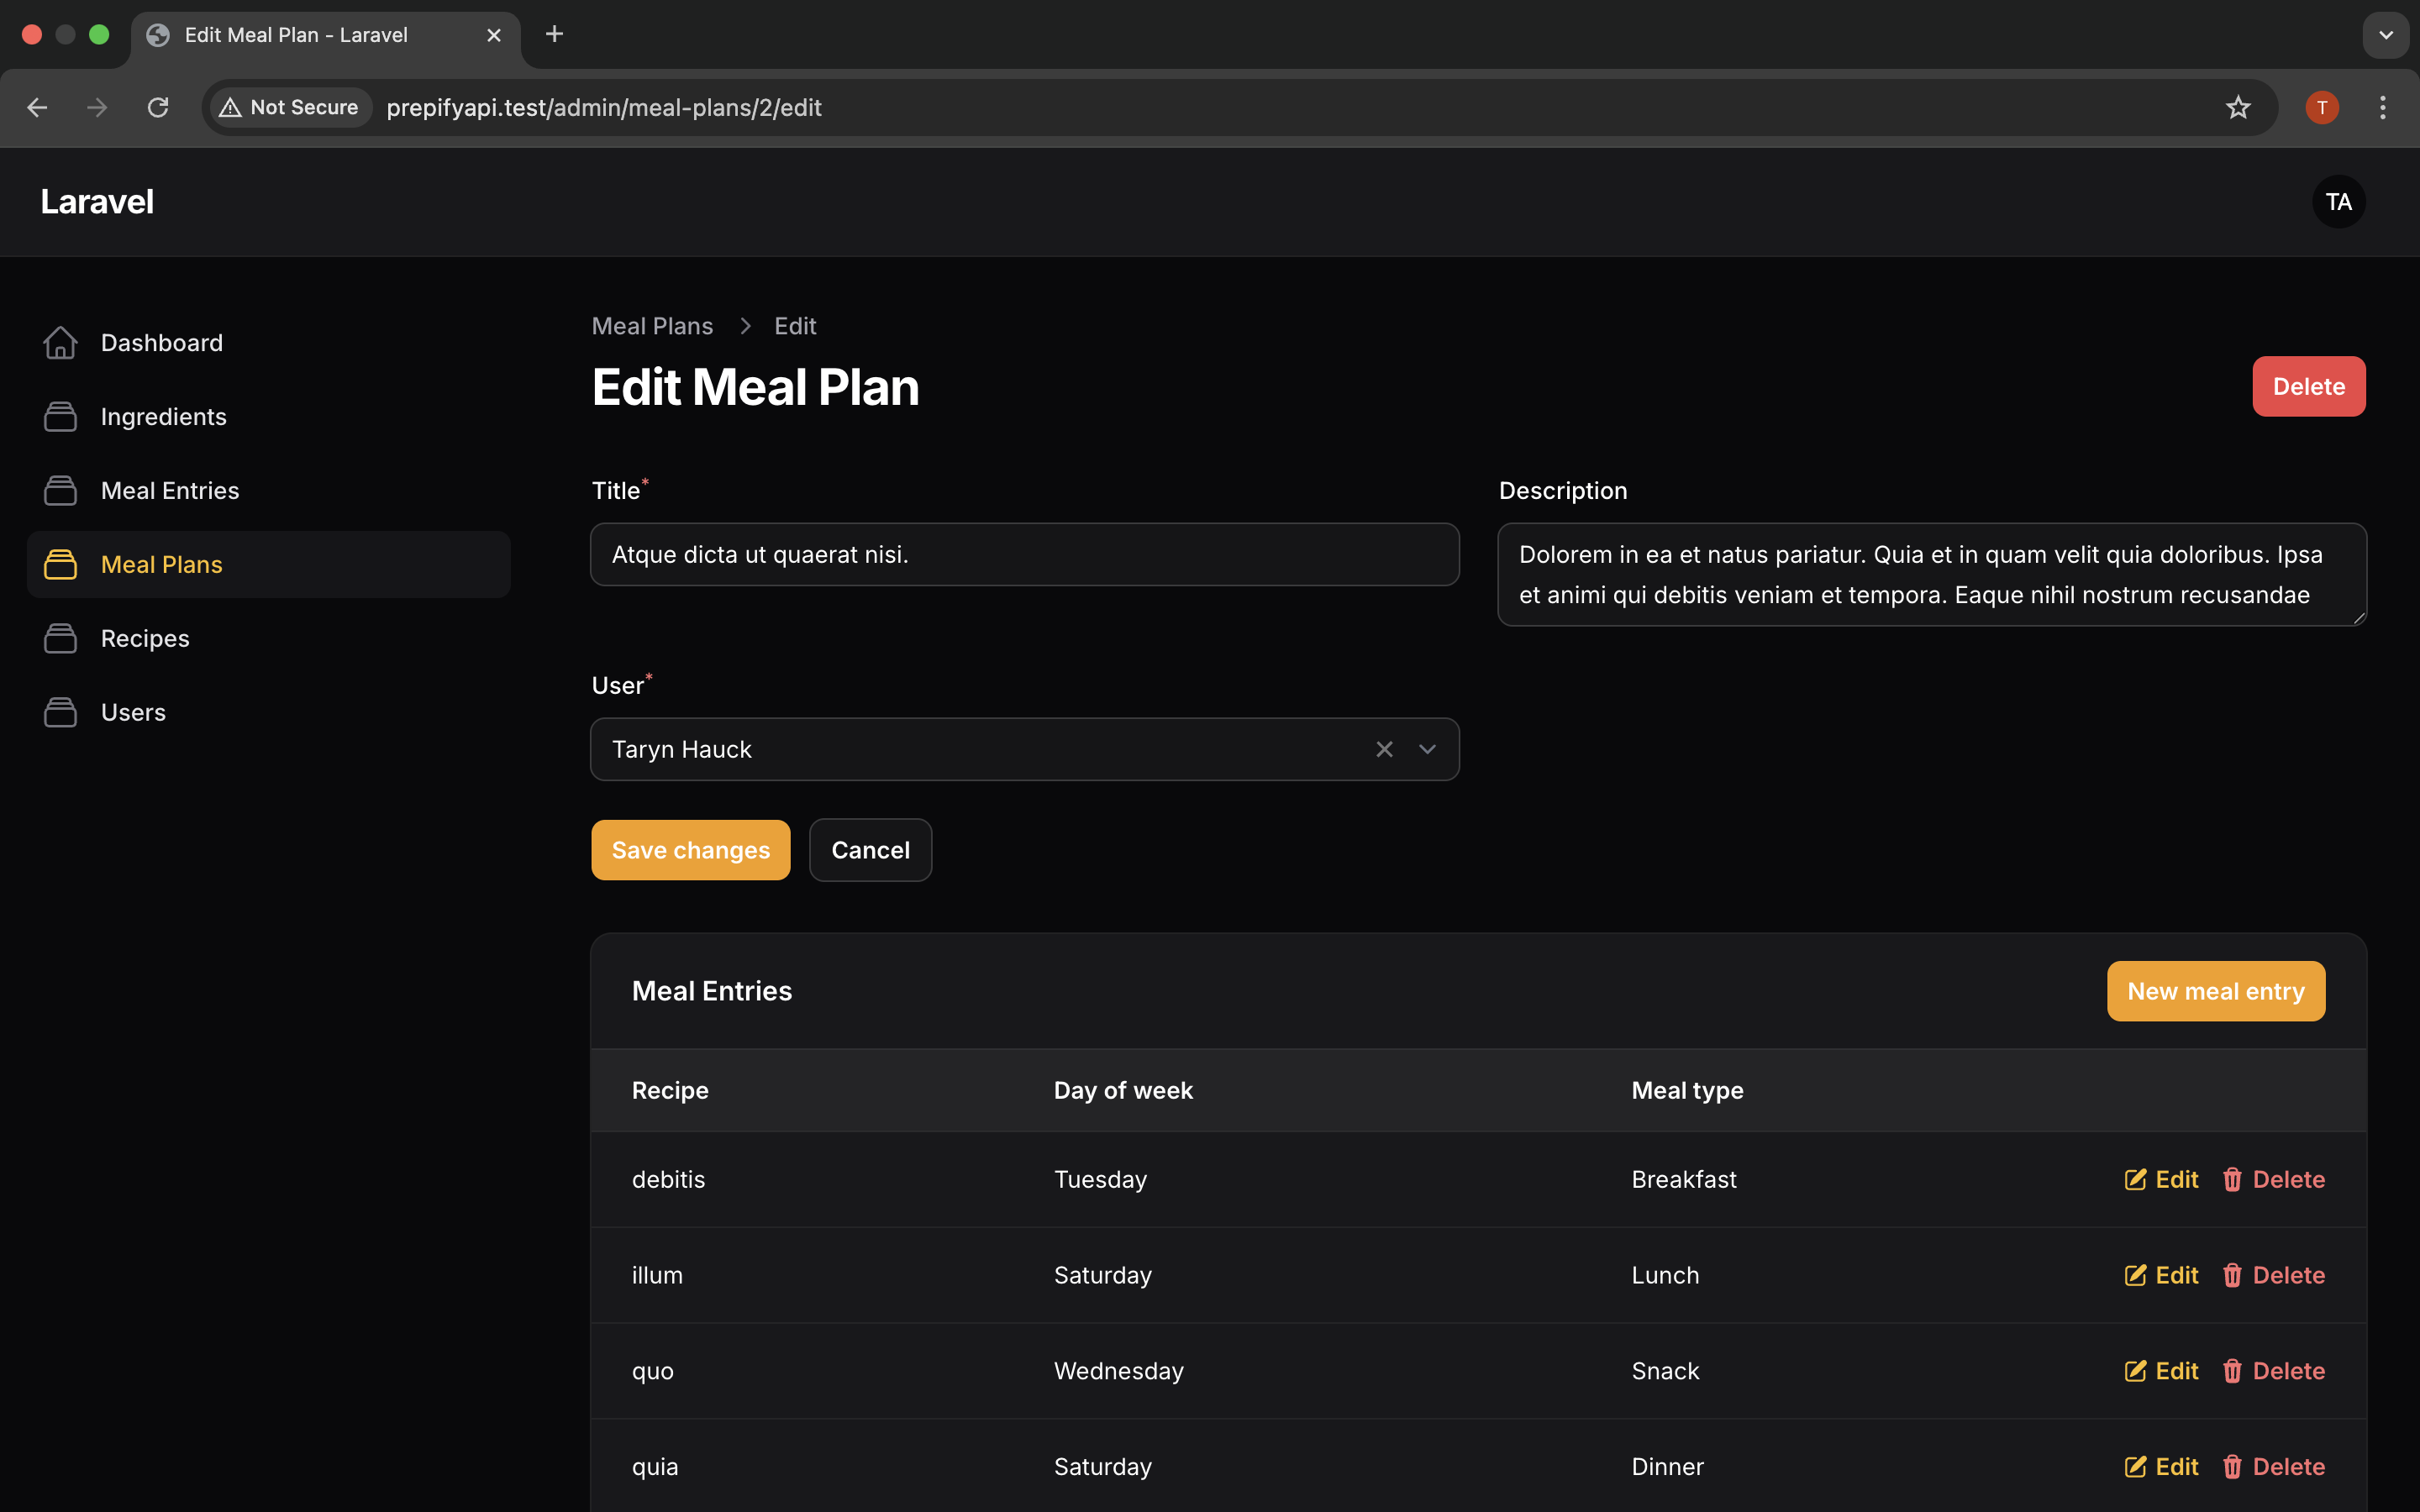 Edit Meal Plan - Laravel
Not Secure prepifyapi.test/admin/meal-plans/2/edit
T
Laravel
TA
Dashboard
Ingredients
Meal Entries
Meal Plans
Recipes
Users
Meal Plans > Edit
Edit Meal Plan
Delete
Title*
Atque dicta ut quaerat nisi.
Description
Dolorem in ea et natus pariatur. Quia et in quam velit quia doloribus. Ipsa
et animi qui debitis veniam et tempora. Eaque nihil nostrum recusandae
User*
Taryn Hauck
Save changes Cancel
Meal Entries New meal entry
Recipe Day of week Meal type
debitis Tuesday Breakfast Edit Delete
illum Saturday Lunch Edit Delete
quo Wednesday Snack Edit Delete
quia Saturday Dinner Edit Delete